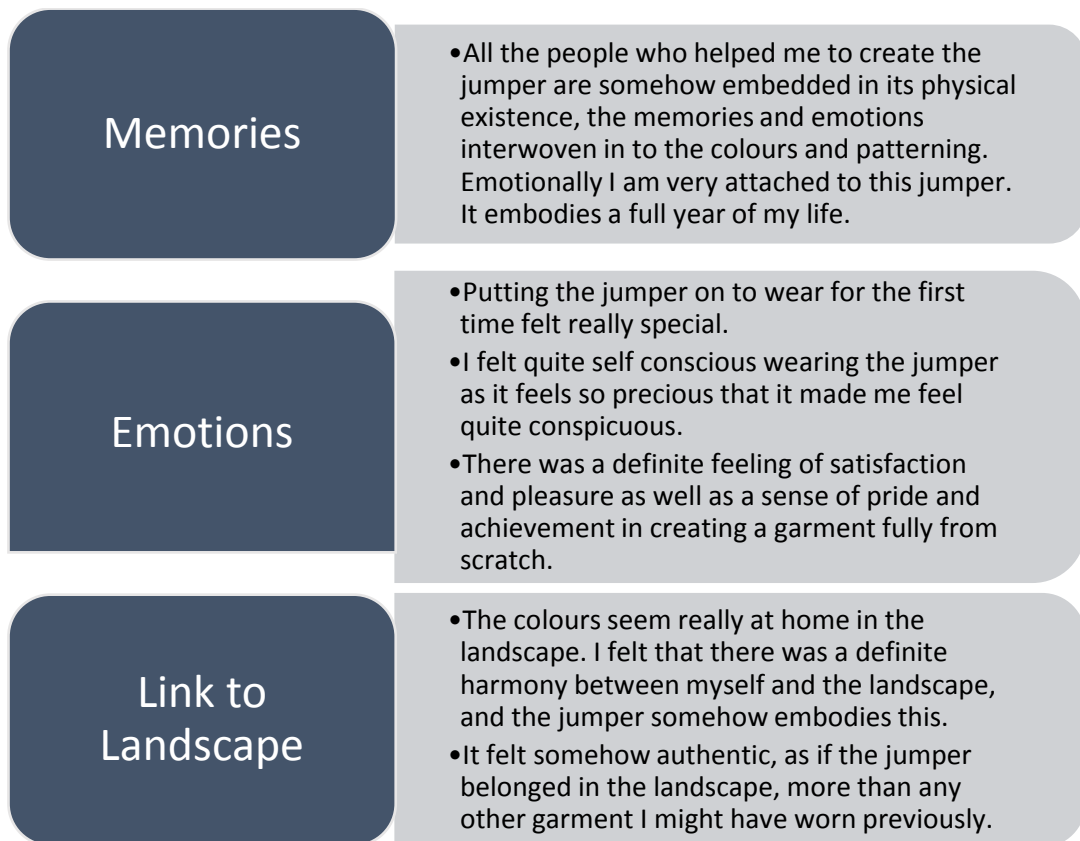 Memories
•All the people who helped me to create the
jumper are somehow embedded in its physical
existence, the memories and emotions
interwoven in to the colours and patterning.
Emotionally I am very attached to this jumper.
It embodies a full year of my life.
Emotions
•Putting the jumper on to wear for the first
time felt really special.
•I felt quite self conscious wearing the jumper
as it feels so precious that it made me feel
quite conspicuous.
•There was a definite feeling of satisfaction
and pleasure as well as a sense of pride and
achievement in creating a garment fully from
scratch.
Link to
Landscape
•The colours seem really at home in the
landscape. I felt that there was a definite
harmony between myself and the landscape,
and the jumper somehow embodies this.
•It felt somehow authentic, as if the jumper
belonged in the landscape, more than any
other garment I might have worn previously.